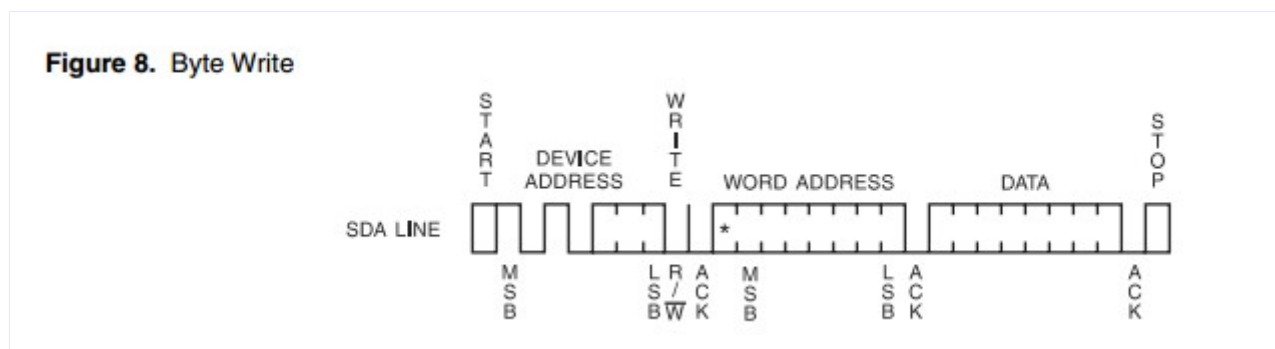 Figure 8. Byte Write
START
WRITE
STOP
DEVICE
ADDRESS
WORD ADDRESS
DATA
SDA LINE
*
MSB
LSB
R/W
ACK
MSB
LSB
ACK
ACK